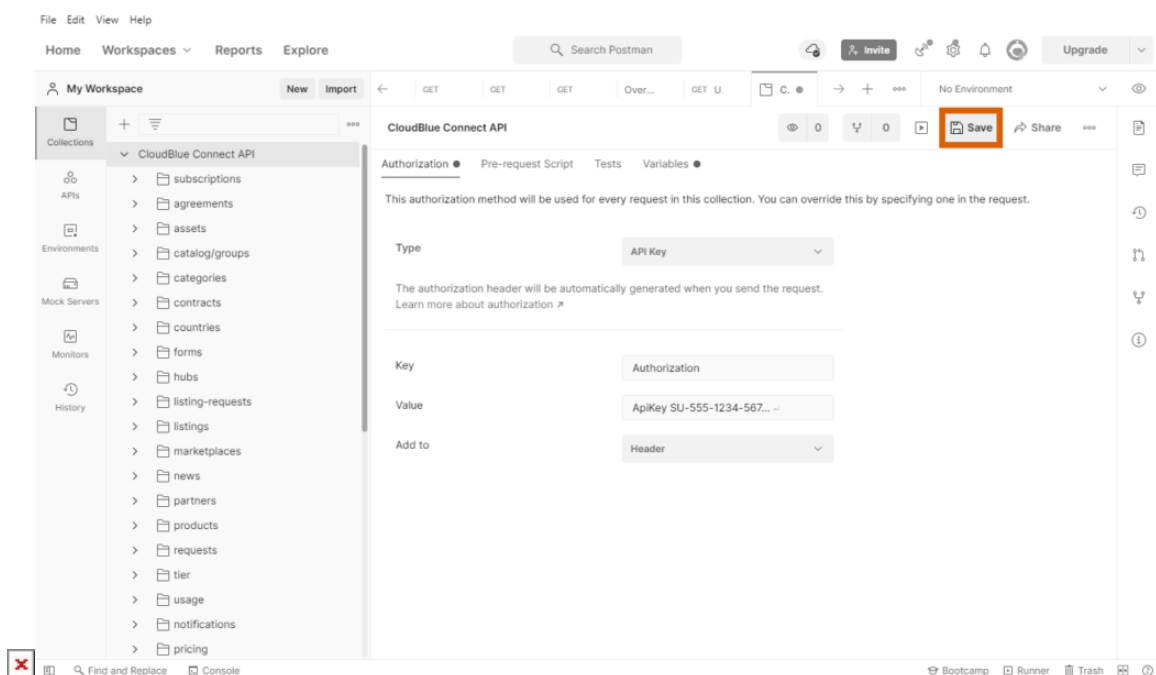 File Edit View Help
Home Workspaces Reports Explore Search Postman Invite Upgrade
My Workspace New Import GET GET GET Over... GET U. C. No Environment
Collections
APIs
Environments
Mock Servers
Monitors
History
CloudBlue Connect API
subscriptions
agreements
assets
catalog/groups
categories
contracts
countries
forms
hubs
listing-requests
listings
marketplaces
news
partners
products
requests
tier
usage
notifications
pricing
CloudBlue Connect API 0 0 Save Share
Authorization Pre-request Script Tests Variables
This authorization method will be used for every request in this collection. You can override this by specifying one in the request.
Type API Key
The authorization header will be automatically generated when you send the request.
Learn more about authorization ↗
Key Authorization
Value ApiKey SU-555-1234-567...
Add to Header
Find and Replace Console Bootcamp Runner Trash